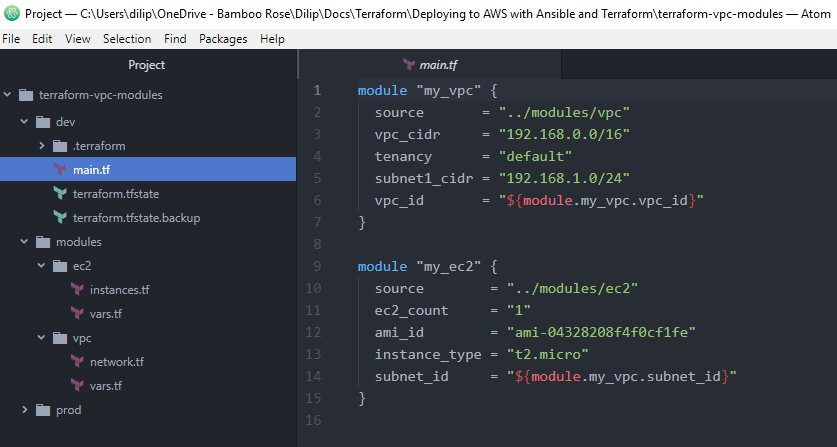 Project — C:\Users\dilip\OneDrive - Bamboo Rose\Dilip\Docs\Terraform\Deploying to AWS with Ansible and Terraform\terraform-vpc-modules — Atom
File Edit View Selection Find Packages Help
Project
terraform-vpc-modules
dev
.terraform
main.tf
terraform.tfstate
terraform.tfstate.backup
modules
ec2
instances.tf
vars.tf
vpc
network.tf
vars.tf
prod
main.tf
1 module "my_vpc" {
2 source = "../modules/vpc"
3 vpc_cidr = "192.168.0.0/16"
4 tenancy = "default"
5 subnet1_cidr = "192.168.1.0/24"
6 vpc_id = "${module.my_vpc.vpc_id}"
7 }
8
9 module "my_ec2" {
10 source = "../modules/ec2"
11 ec2_count = "1"
12 ami_id = "ami-04328208f4f0cf1fe"
13 instance_type = "t2.micro"
14 subnet_id = "${module.my_vpc.subnet_id}"
15 }
16